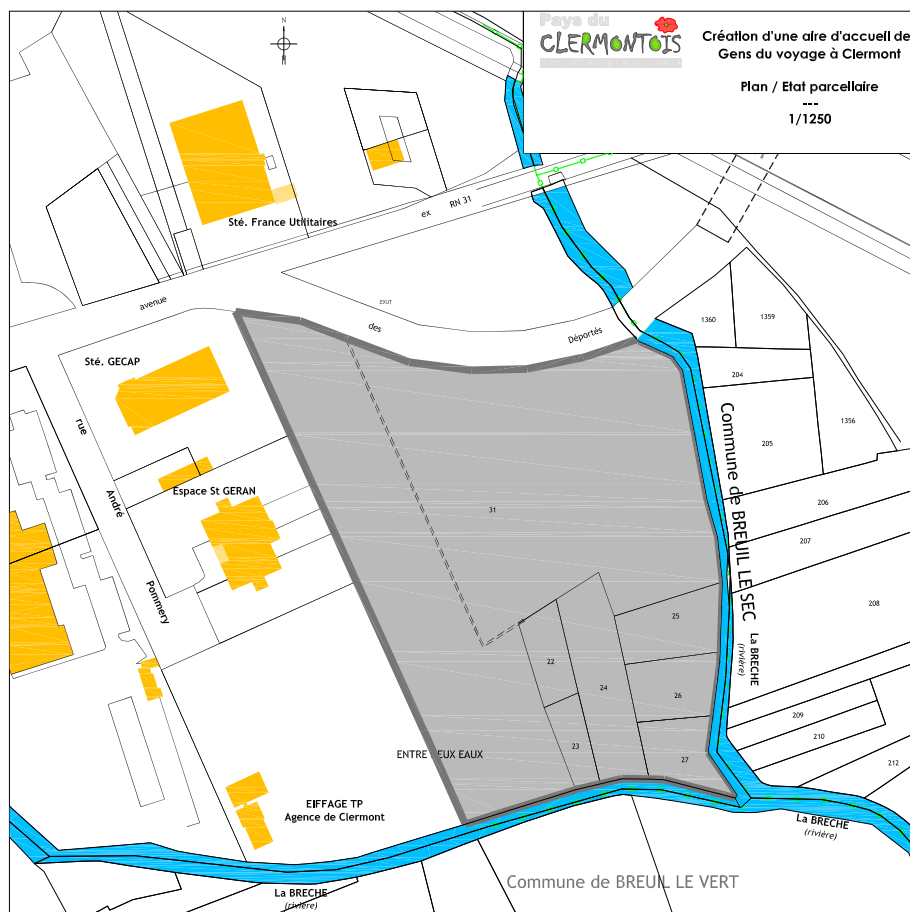 Pays du
CLERMONTOIS
Création d'une aire d'accueil de
Gens du voyage à Clermont
Plan / Etat parcellaire
---
1/1250
N
Sté. France Utilitaires
ex RN 31
avenue
des
Déportés
EXUT
Sté. GECAP
rue
André
Pommery
Espace St GERAN
1360
1359
204
205
1356
206
207
208
209
210
212
31
25
22
24
26
23
27
Commune de BREUIL LE SEC
La BRECHE
(rivière)
ENTRE EUX EAUX
EIFFAGE TP
Agence de Clermont
La BRECHE
(rivière)
La BRECHE
(rivière)
Commune de BREUIL LE VERT